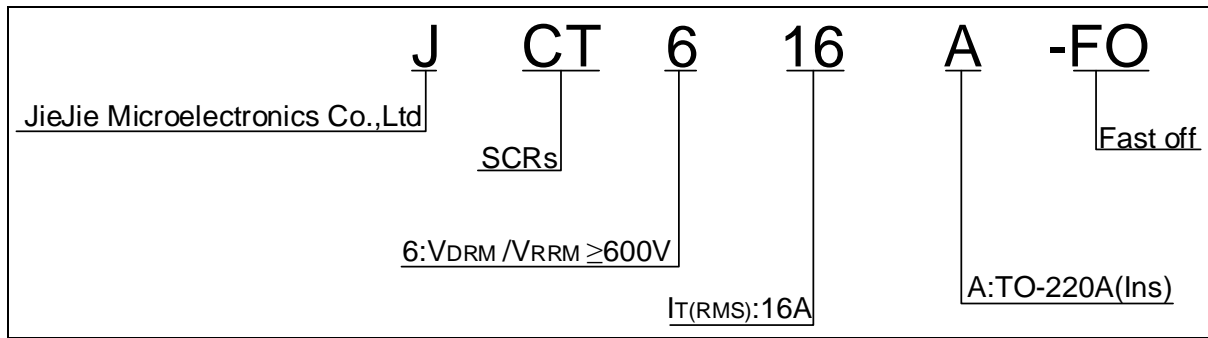 J CT 6 16 A -FO
JieJie Microelectronics Co.,Ltd
Fast off
SCRs
6:VDRM /VRRM ≥600V
A:TO-220A(Ins)
IT(RMS):16A